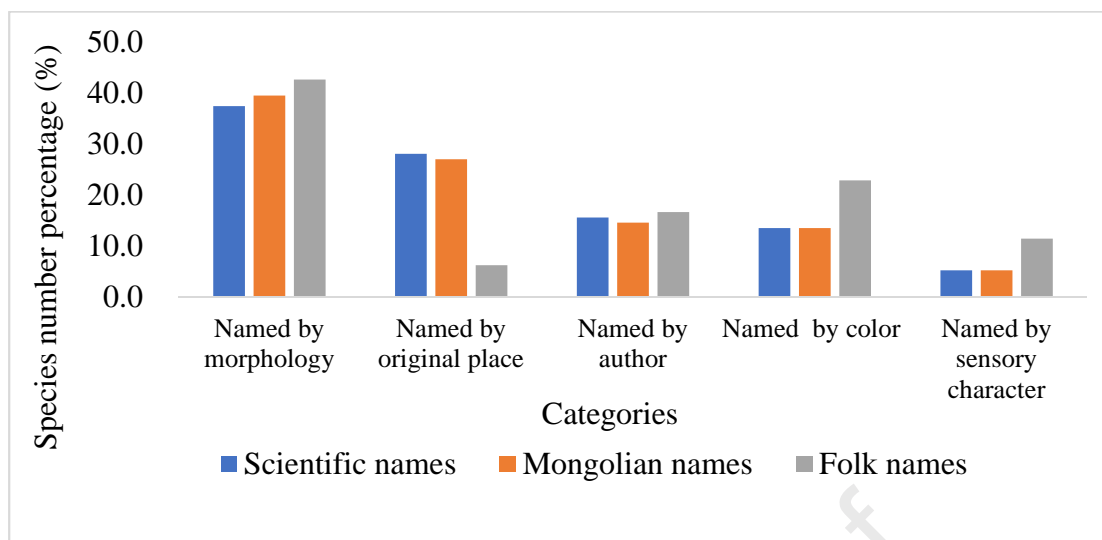 Species number percentage (%)
50.0
40.0
30.0
20.0
10.0
0.0
Named by
morphology
Named by
original place
Named by
author
Named by color
Named by
sensory
character
Categories
Scientific names
Mongolian names
Folk names
f